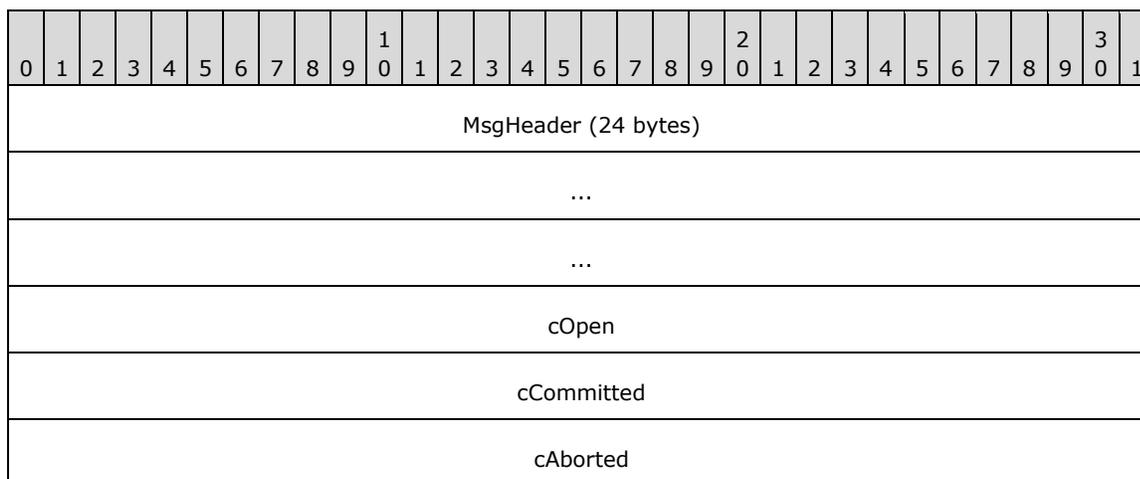 1 2 3
0 1 2 3 4 5 6 7 8 9 0 1 2 3 4 5 6 7 8 9 0 1 2 3 4 5 6 7 8 9 0 1
MsgHeader (24 bytes)
...
...
cOpen
cCommitted
cAborted